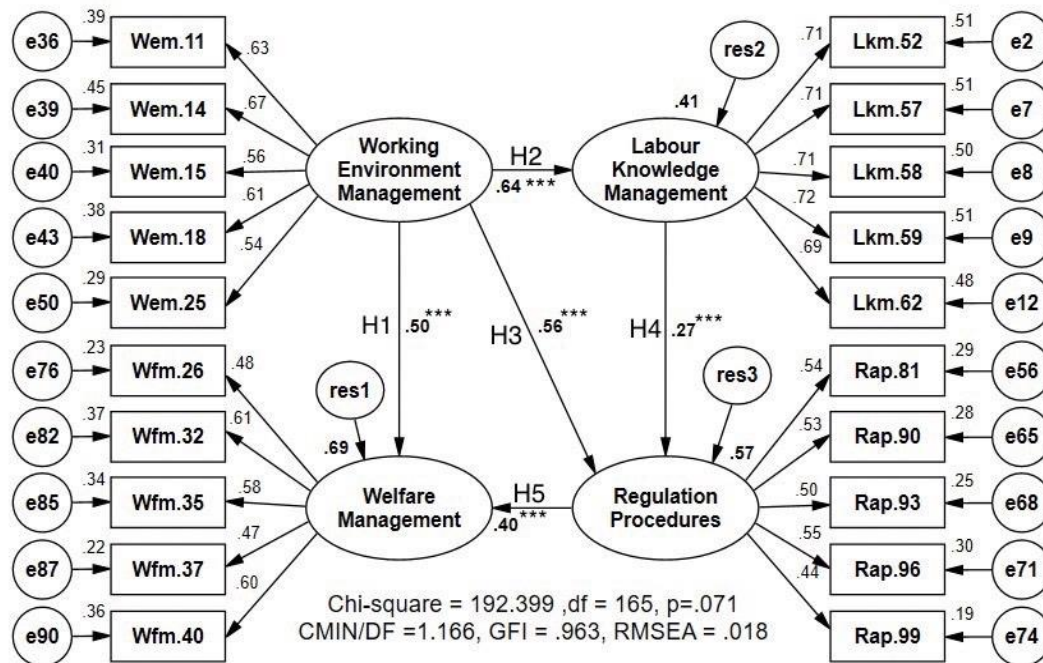 .39
e36
Wem.11
.63
.45
e39
Wem.14
.67
.31
e40
Wem.15
.56
.38
e43
Wem.18
.61
.29
e50
Wem.25
.54
Working
Environment
Management
H2
.64 ***
res2
.41
Labour
Knowledge
Management
.71
Lkm.52
.51
e2
.71
Lkm.57
.51
e7
.71
Lkm.58
.50
e8
.72
Lkm.59
.51
e9
.69
Lkm.62
.48
e12
H1
.50 ***
H3
.56 ***
H4
.27 ***
.23
e76
Wfm.26
.48
.37
e82
Wfm.32
.61
.34
e85
Wfm.35
.58
.22
e87
Wfm.37
.47
.36
e90
Wfm.40
.60
res1
.69
Welfare
Management
H5
.40 ***
res3
.57
Regulation
Procedures
.54
Rap.81
.29
e56
.53
Rap.90
.28
e65
.50
Rap.93
.25
e68
.55
Rap.96
.30
e71
.44
Rap.99
.19
e74
Chi-square = 192.399 ,df = 165, p=.071
CMIN/DF =1.166, GFI = .963, RMSEA = .018